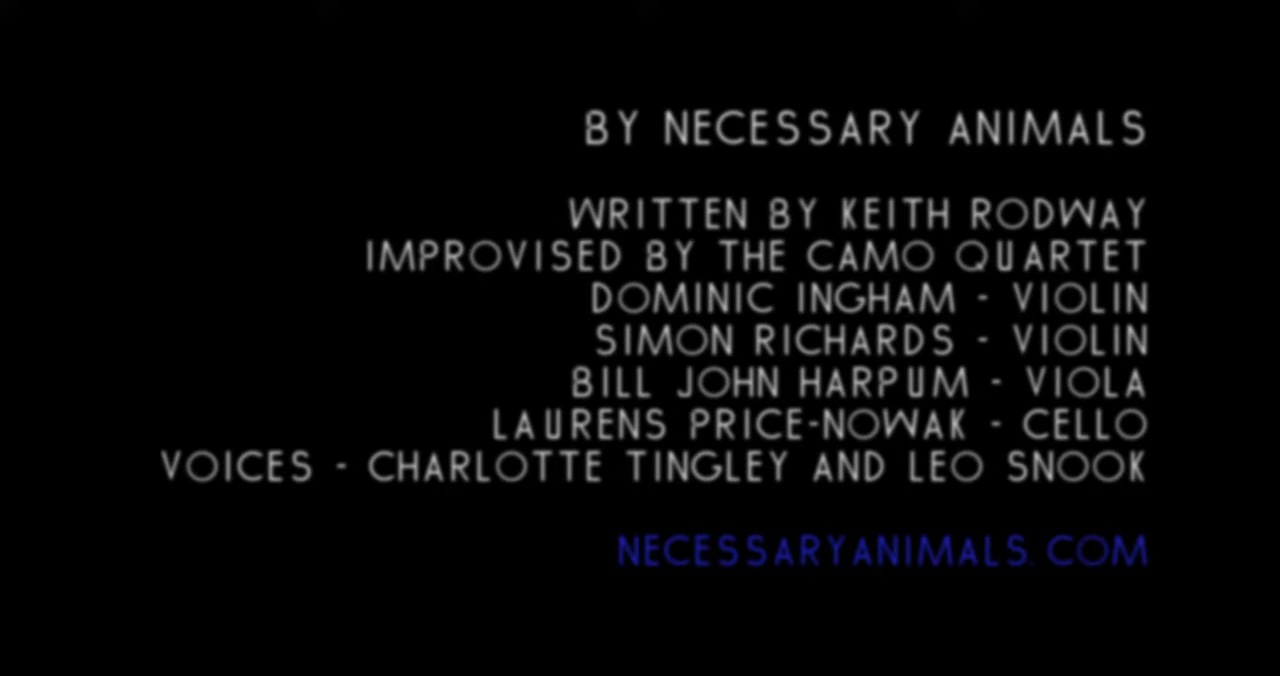 BY NECESSARY ANIMALS
WRITTEN BY KEITH RODWAY
IMPROVISED BY THE CAMO QUARTET
DOMINIC INGHAM - VIOLIN
SIMON RICHARDS - VIOLIN
BILL JOHN HARPUM - VIOLA
LAURENS PRICE-NOWAK - CELLO
VOICES - CHARLOTTE TINGLEY AND LEO SNOOK
NECESSARYANIMALS.COM